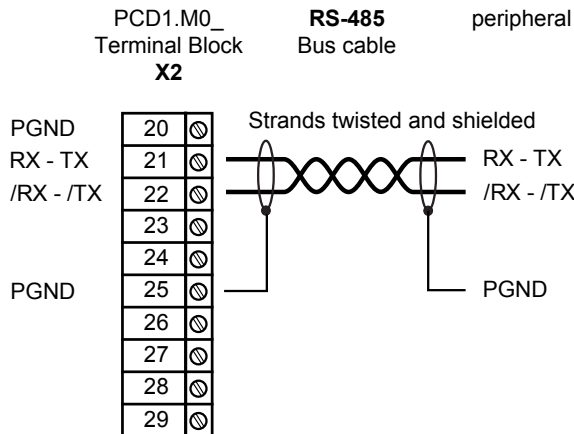 PCD1.M0_ RS-485 peripheral
Terminal Block Bus cable
X2
PGND 20 Strands twisted and shielded
RX - TX 21 RX - TX
/RX - /TX 22 /RX - /TX
23
24
PGND 25 PGND
26
27
28
29